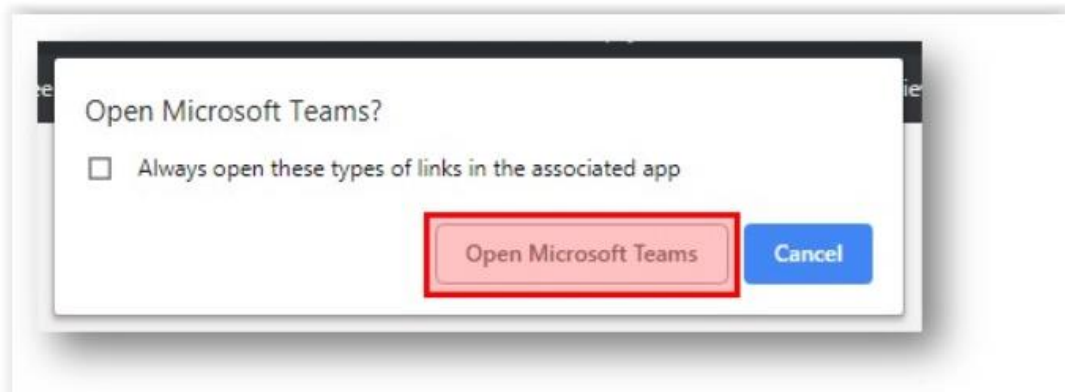 Open Microsoft Teams?
Always open these types of links in the associated app
Open Microsoft Teams Cancel